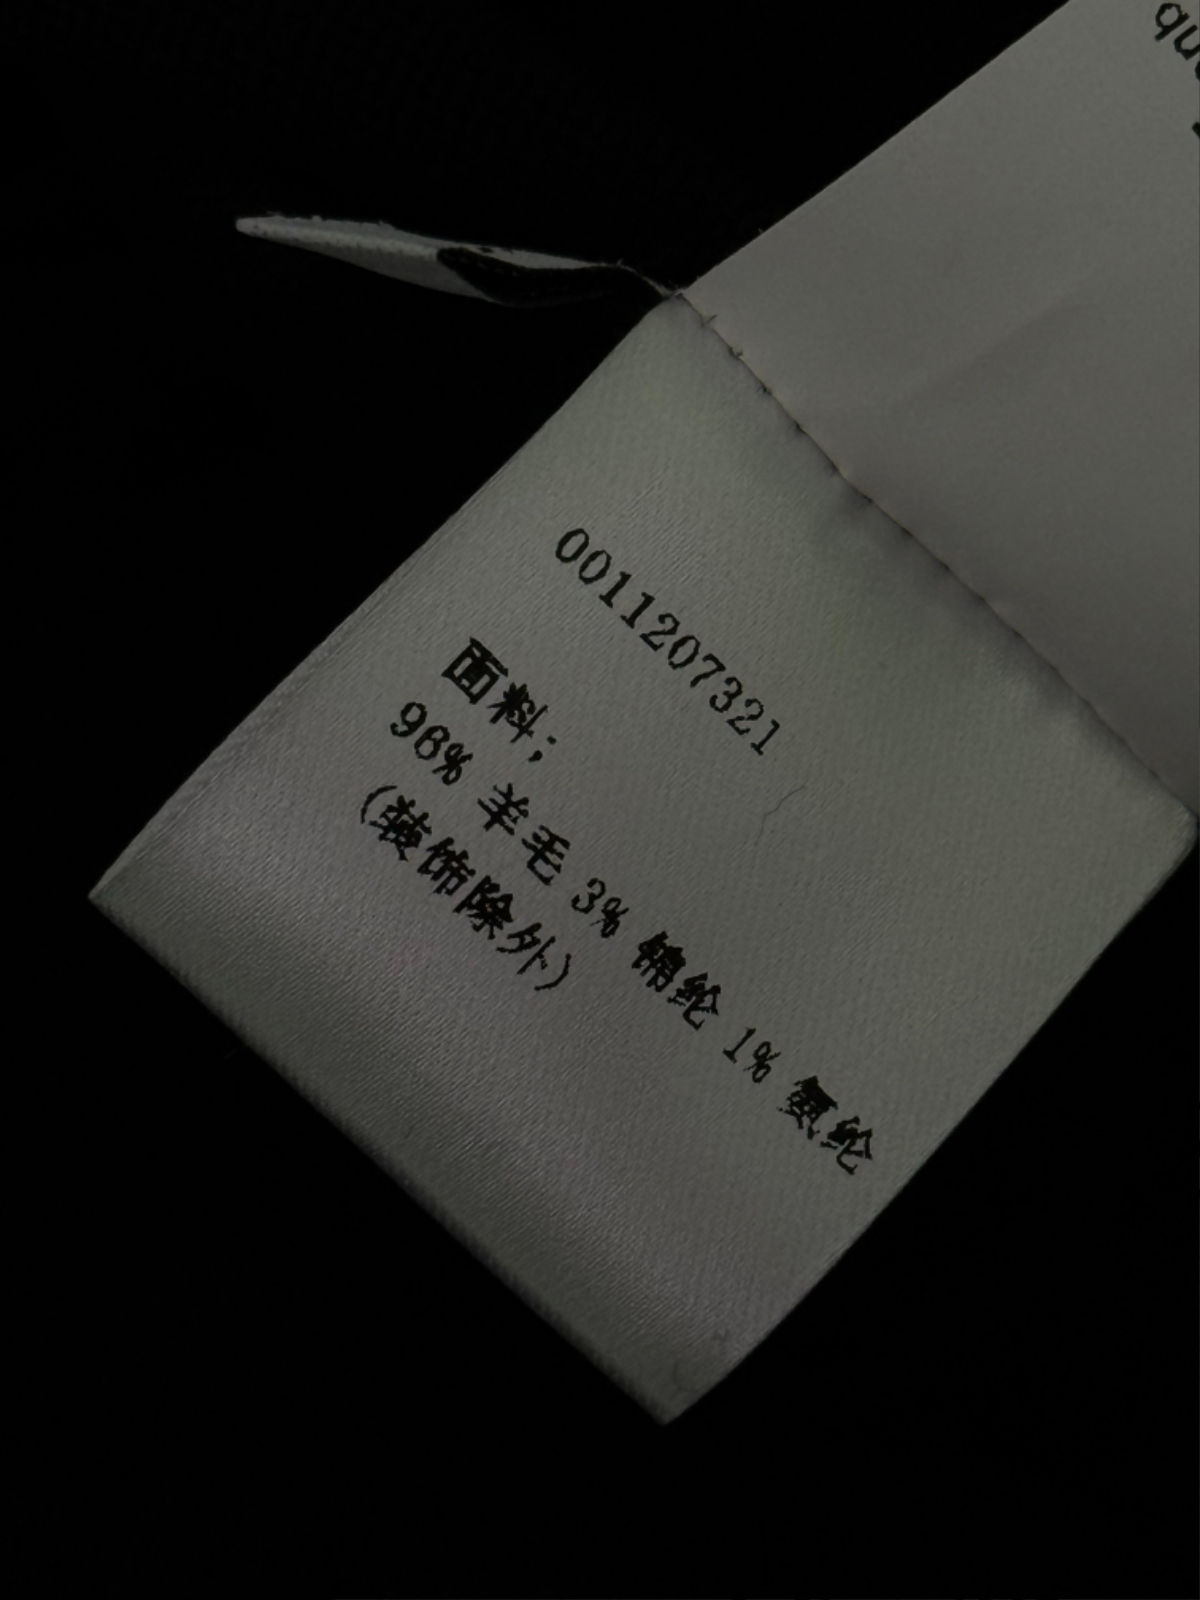 0011207321
面料;
96% 羊毛 3% 锦纶 1% 氨纶
(装饰除外)